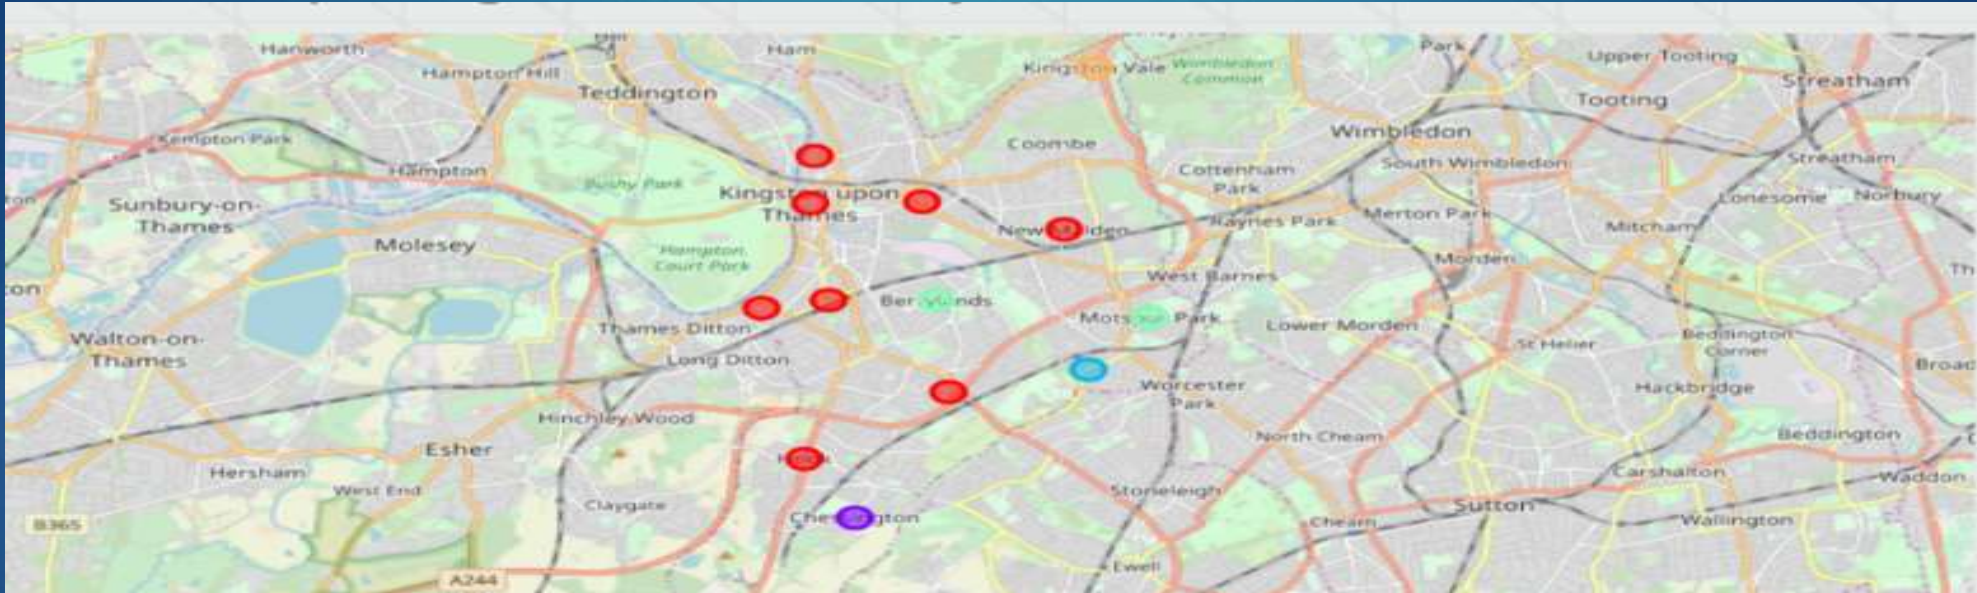 Hanworth
Ham
Park
Upper Tooting
Hampton Hill
Kingston Vale
Wimbledon
Common
Streatham
Teddington
Tooting
Kempton Park
Coombe
Wimbledon
Hampton
Cottenham
Park
South Wimbledon
Streatham
Bushy Park
Kingston upon
Thames
Lonesome
Norbury
Sunbury-on-
Thames
Raynes Park
Merton Park
Mitcham
Molesey
Hampton
Court Park
Morden
West Barnes
Thames Ditton
Lower Morden
Walton-on-
Thames
Long Ditton
St Helier
Beddington
Corner
Worcester
Park
Hackbridge
Hinchley Wood
North Cheam
Beddington
Esher
Hersham
West End
Claygate
Stoneleigh
Carshalton
Waddon
Sutton
B365
Cheam
Wallington
A244
Ewell